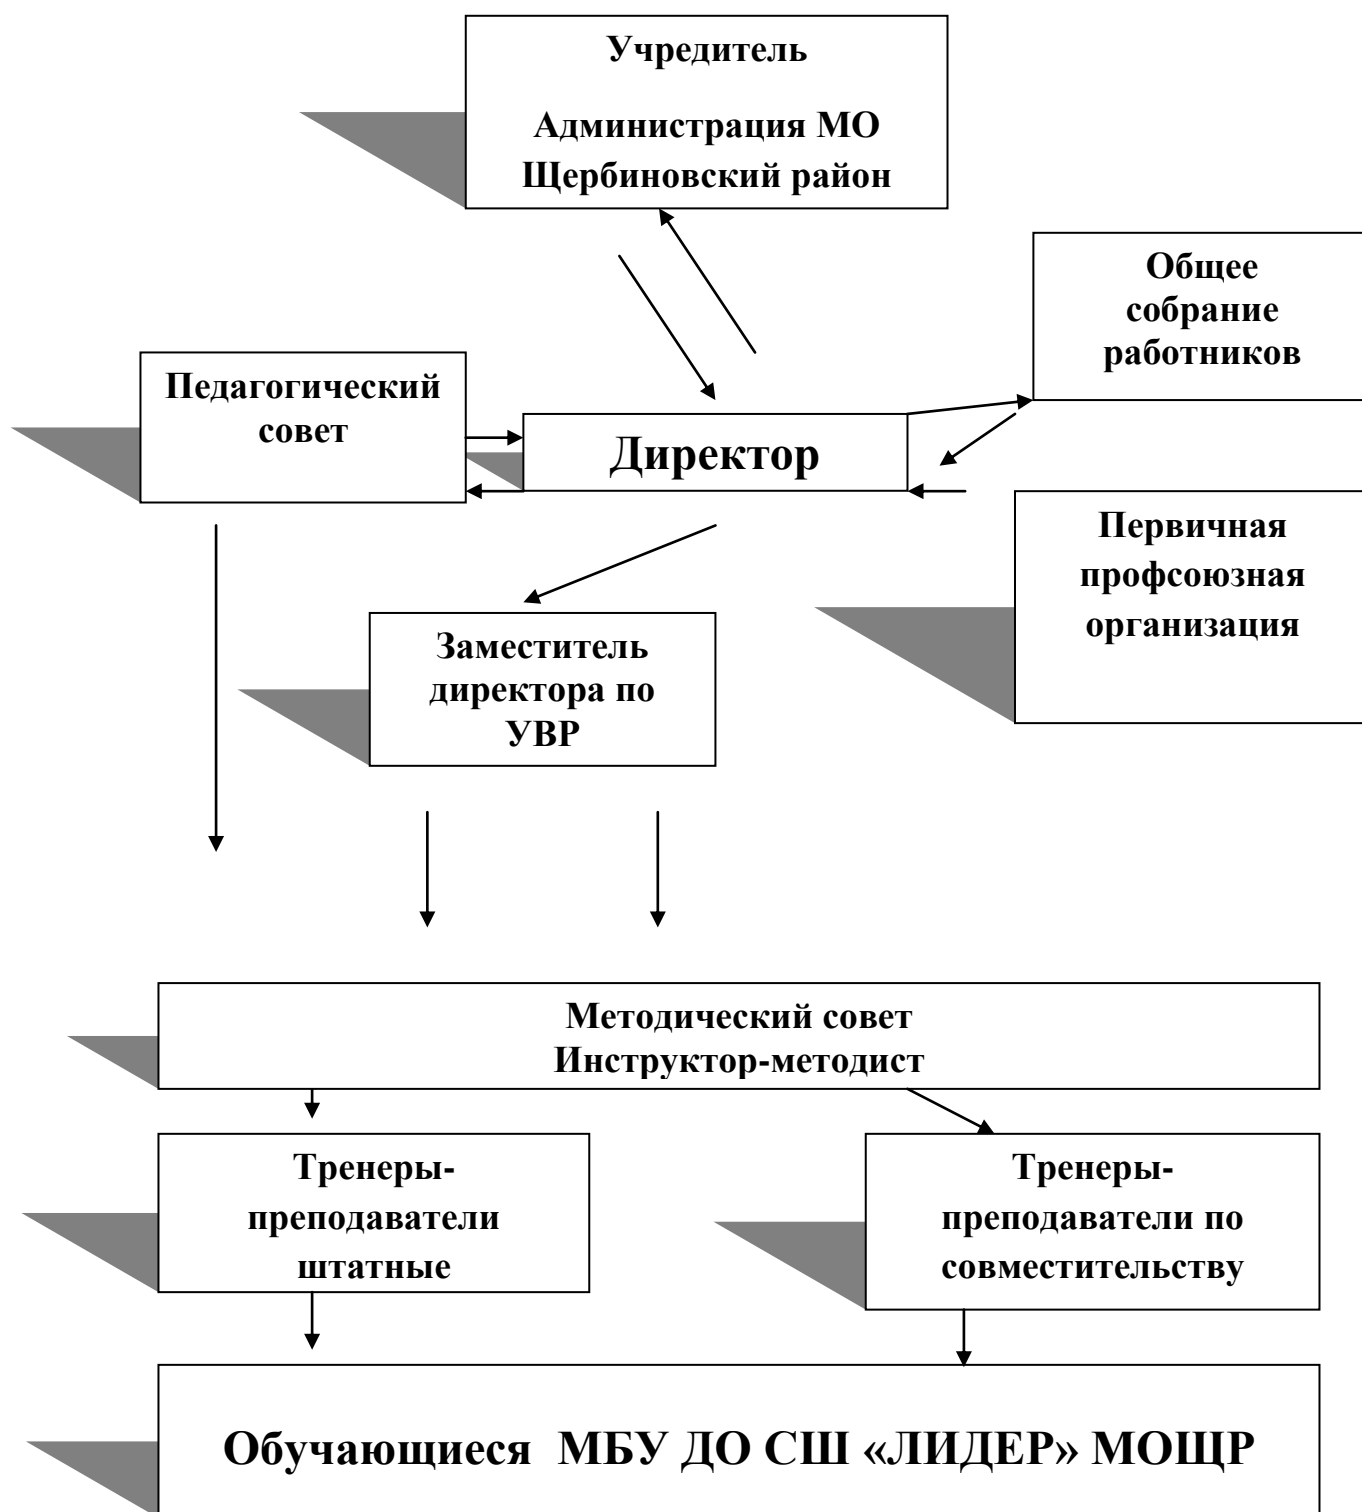 Учредитель
Администрация МО
Щербиновский район
Общее
собрание
работников
Педагогический
совет
Директор
Первичная
профсоюзная
организация
Заместитель
директора по
УВР
Методический совет
Инструктор-методист
Тренеры-
преподаватели
штатные
Тренеры-
преподаватели по
совместительству
Обучающиеся МБУ ДО СШ «ЛИДЕР» МОЩР